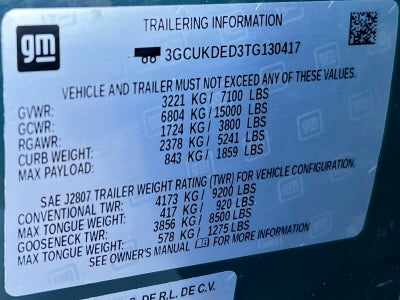 gm
TRAILERING INFORMATION
3GCUKDED3TG130417
VEHICLE AND TRAILER MUST NOT EXCEED ANY OF THESE VALUES.
GVWR: 3221 KG / 7100 LBS
GCWR: 6804 KG / 15000 LBS
RGAWR: 1724 KG / 3800 LBS
CURB WEIGHT: 2378 KG / 5241 LBS
MAX PAYLOAD: 843 KG / 1859 LBS
SAE J2807 TRAILER WEIGHT RATING (TWR) FOR VEHICLE CONFIGURATION.
CONVENTIONAL TWR: 4173 KG / 9200 LBS
MAX TONGUE WEIGHT: 417 KG / 920 LBS
GOOSENECK TWR: 3856 KG / 8500 LBS
MAX TONGUE WEIGHT: 578 KG / 1275 LBS
SEE OWNER'S MANUAL FOR MORE INFORMATION
DE R.L. DE C.V.